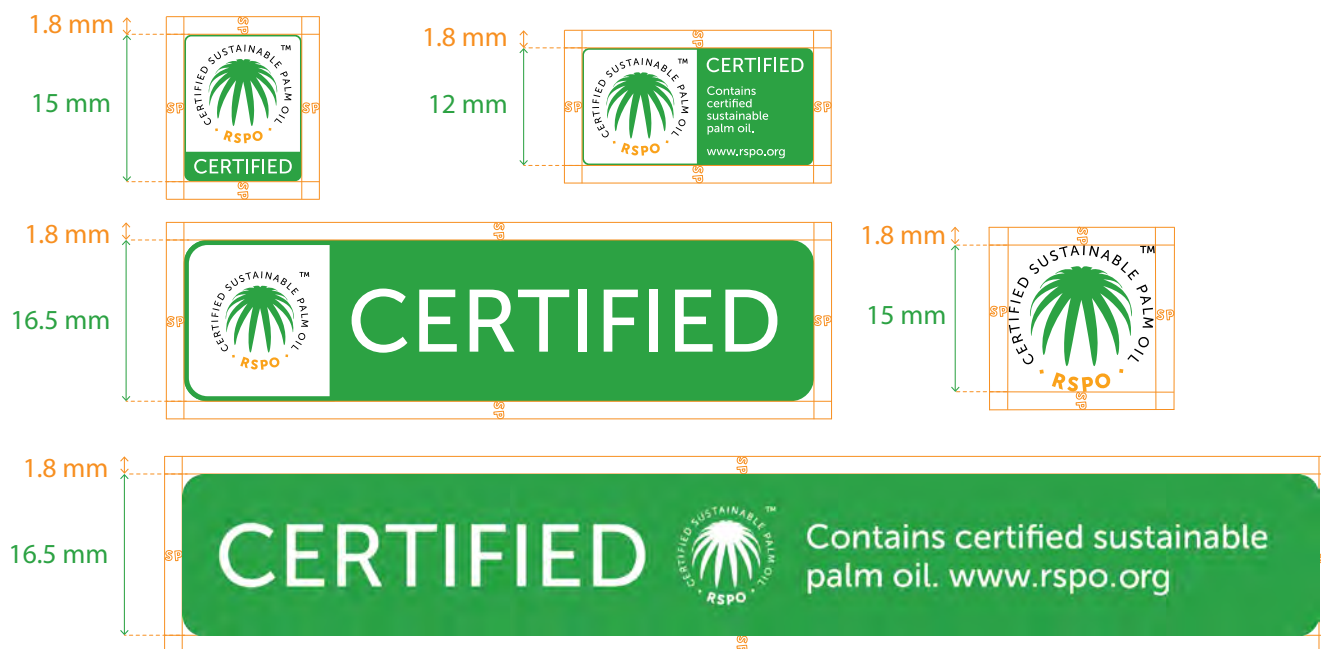 1.8 mm
SP
15 mm
CERTIFIED SUSTAINABLE PALM OIL
TM
SP
SP
· RSPO ·
CERTIFIED
SP
1.8 mm
SP
12 mm
CERTIFIED SUSTAINABLE PALM OIL
TM
SP
SP
· RSPO ·
CERTIFIED
Contains
certified
sustainable
palm oil.
www.rspo.org
SP
1.8 mm
SP
16.5 mm
SP
CERTIFIED SUSTAINABLE PALM OIL
TM
· RSPO ·
CERTIFIED
SP
SP
1.8 mm
SP
15 mm
SP
CERTIFIED SUSTAINABLE PALM OIL
TM
SP
· RSPO ·
SP
1.8 mm
SP
16.5 mm
SP
CERTIFIED
CERTIFIED SUSTAINABLE PALM OIL
TM
· RSPO ·
Contains certified sustainable
palm oil. www.rspo.org
SP